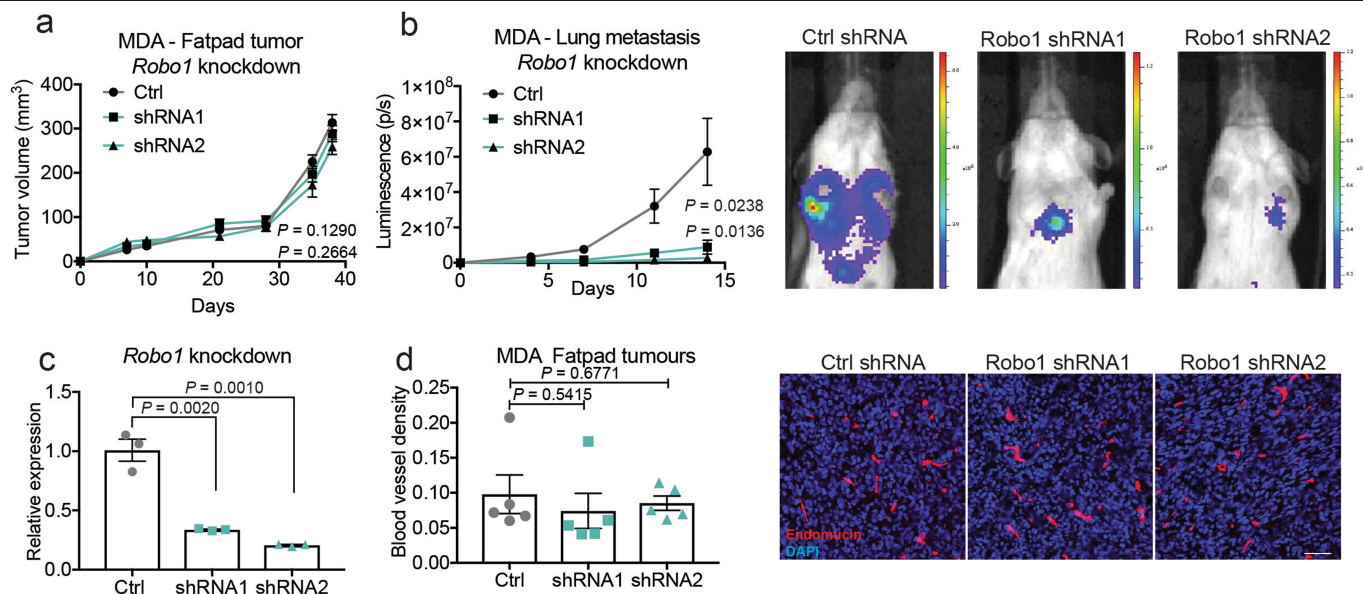 a
MDA - Fatpad tumor
Robo1 knockdown
Tumor volume (mm3)
400
300
200
100
0
Ctrl
shRNA1
shRNA2
P = 0.1290
P = 0.2664
0 10 20 30 40
Days
b
MDA - Lung metastasis
Robo1 knockdown
Luminescence (p/s)
1×10⁸
8×10⁷
6×10⁷
4×10⁷
2×10⁷
0
Ctrl
shRNA1
shRNA2
P = 0.0238
P = 0.0136
0 5 10 15
Days
Ctrl shRNA
Robo1 shRNA1
Robo1 shRNA2
c
Robo1 knockdown
Relative expression
1.5
1.0
0.5
0.0
P = 0.0010
P = 0.0020
Ctrl shRNA1 shRNA2
d
MDA Fatpad tumours
Blood vessel density
0.25
0.20
0.15
0.10
0.05
0.00
P = 0.6771
P = 0.5415
Ctrl shRNA1 shRNA2
Ctrl shRNA
Robo1 shRNA1
Robo1 shRNA2
Endomucin
DAPI